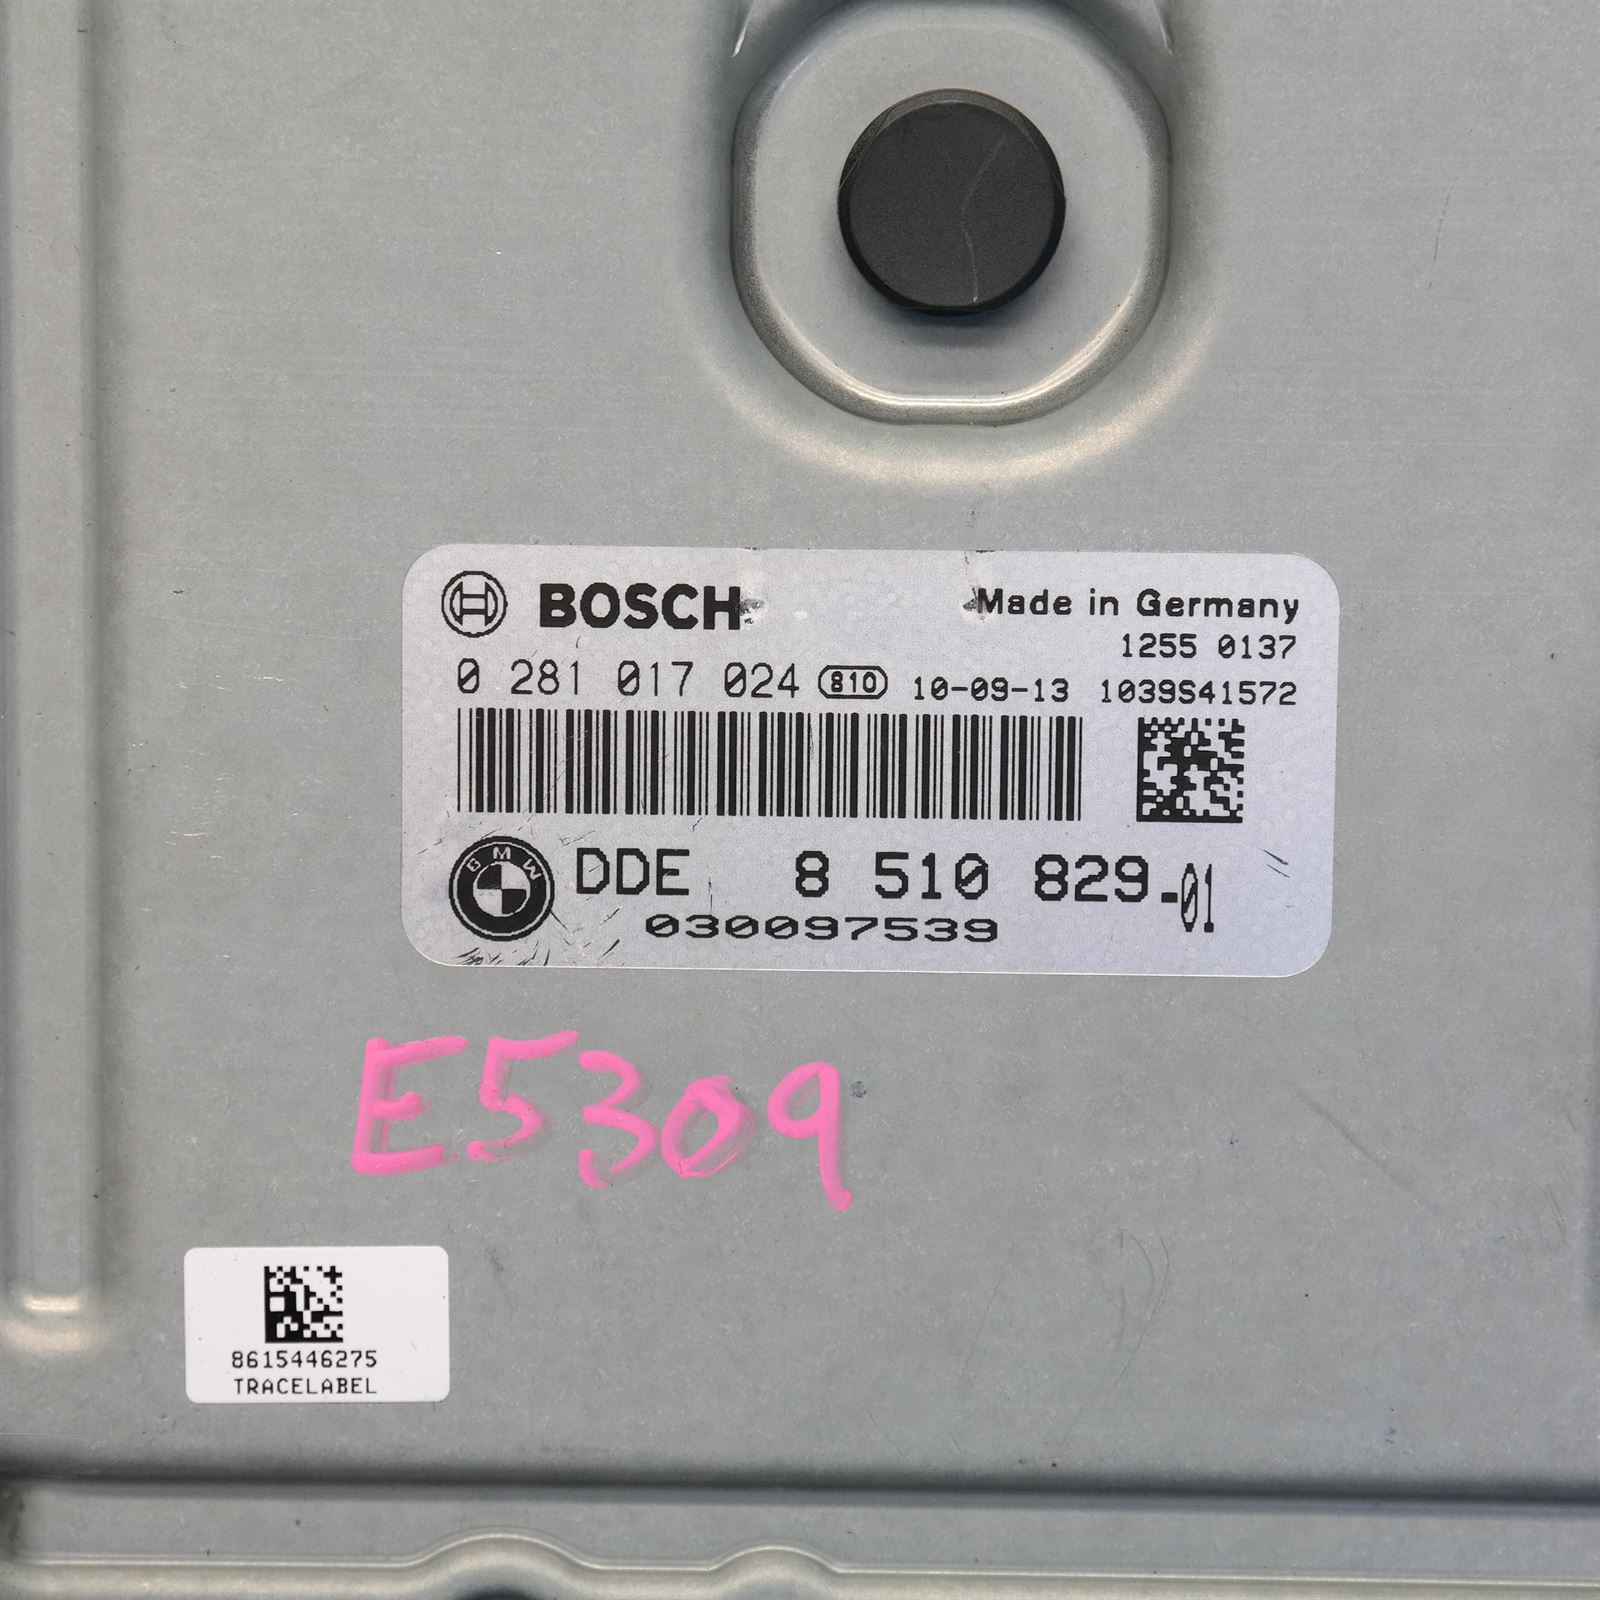 BOSCH Made in Germany
1255 0137
0 281 017 024 810 10-09-13 1039S41572
BMW DDE 8 510 829-01
030097539
E5309
8615446275
TRACELABEL